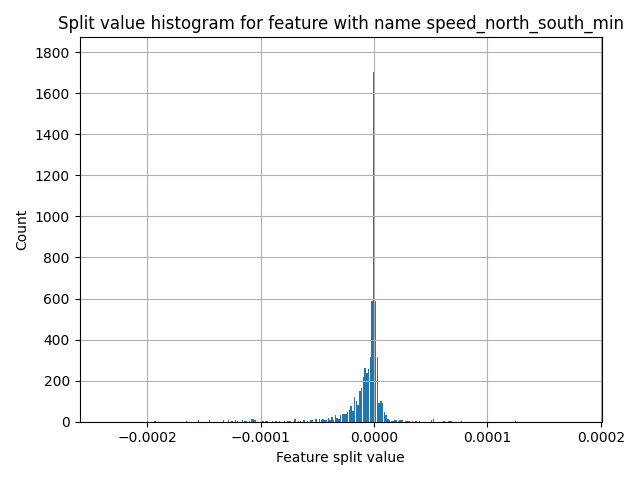 Split value histogram for feature with name speed_north_south_min
1800
1600
1400
1200
1000
800
600
400
200
0
Count
−0.0002 −0.0001 0.0000 0.0001 0.0002
Feature split value